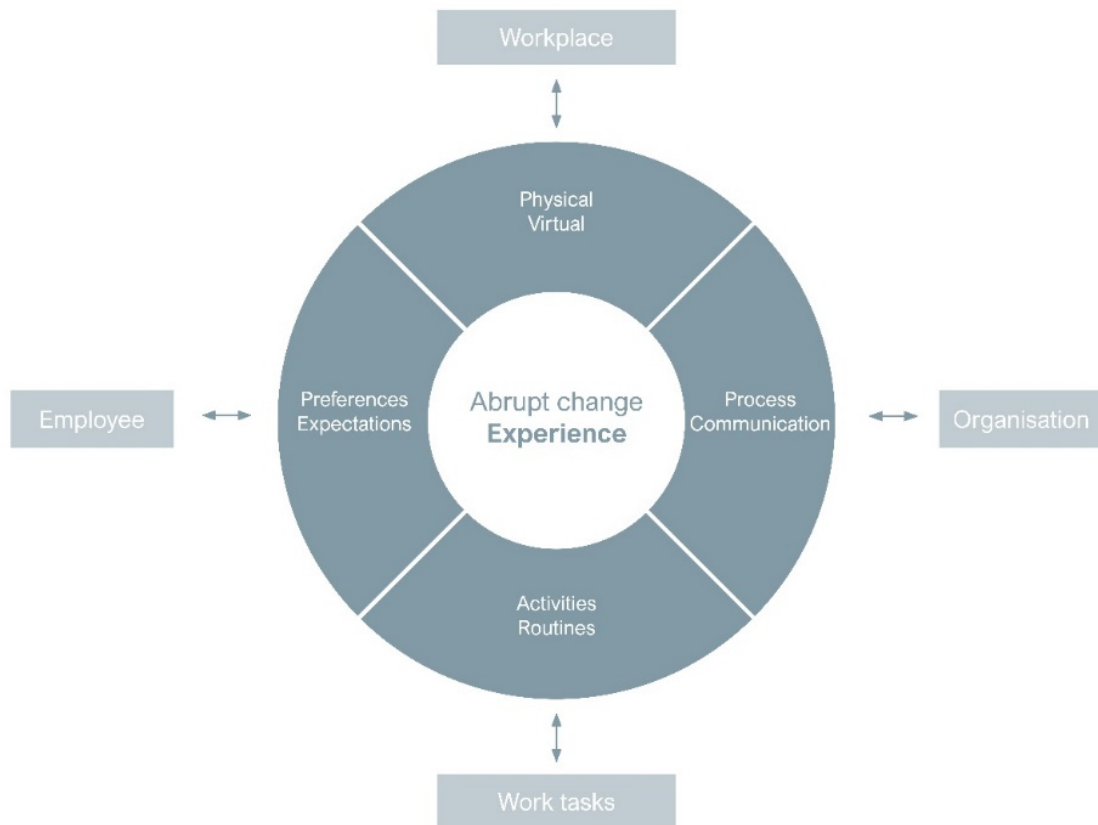 Workplace
Physical
Virtual
Employee
Preferences
Expectations
Abrupt change
Experience
Process
Communication
Organisation
Activities
Routines
Work tasks